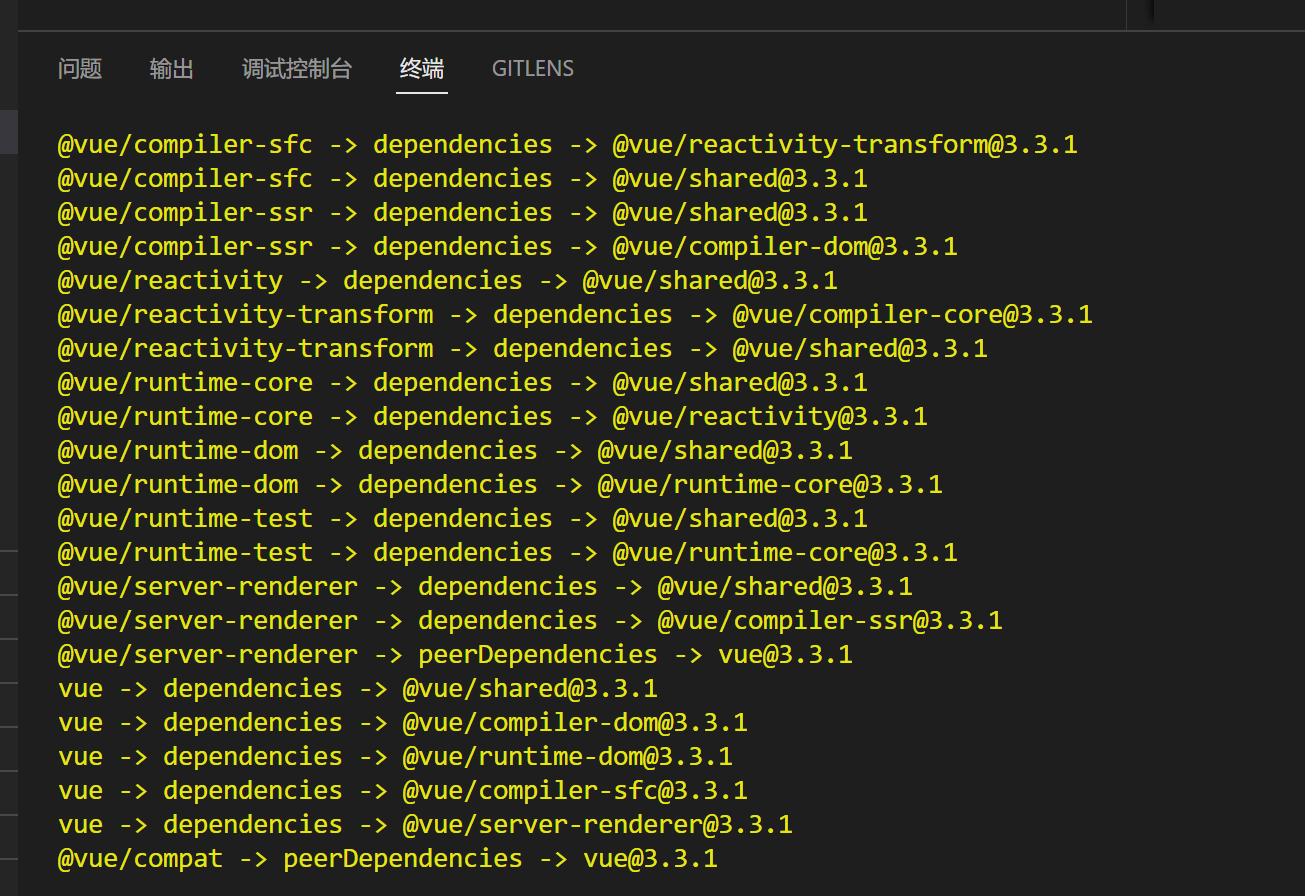 问题 输出 调试控制台 终端 GITLENS
@vue/compiler-sfc -> dependencies -> @vue/reactivity-transform@3.3.1
@vue/compiler-sfc -> dependencies -> @vue/shared@3.3.1
@vue/compiler-ssr -> dependencies -> @vue/shared@3.3.1
@vue/compiler-ssr -> dependencies -> @vue/compiler-dom@3.3.1
@vue/reactivity -> dependencies -> @vue/shared@3.3.1
@vue/reactivity-transform -> dependencies -> @vue/compiler-core@3.3.1
@vue/reactivity-transform -> dependencies -> @vue/shared@3.3.1
@vue/runtime-core -> dependencies -> @vue/shared@3.3.1
@vue/runtime-core -> dependencies -> @vue/reactivity@3.3.1
@vue/runtime-dom -> dependencies -> @vue/shared@3.3.1
@vue/runtime-dom -> dependencies -> @vue/runtime-core@3.3.1
@vue/runtime-test -> dependencies -> @vue/shared@3.3.1
@vue/runtime-test -> dependencies -> @vue/runtime-core@3.3.1
@vue/server-renderer -> dependencies -> @vue/shared@3.3.1
@vue/server-renderer -> dependencies -> @vue/compiler-ssr@3.3.1
@vue/server-renderer -> peerDependencies -> vue@3.3.1
vue -> dependencies -> @vue/shared@3.3.1
vue -> dependencies -> @vue/compiler-dom@3.3.1
vue -> dependencies -> @vue/runtime-dom@3.3.1
vue -> dependencies -> @vue/compiler-sfc@3.3.1
vue -> dependencies -> @vue/server-renderer@3.3.1
@vue/compat -> peerDependencies -> vue@3.3.1